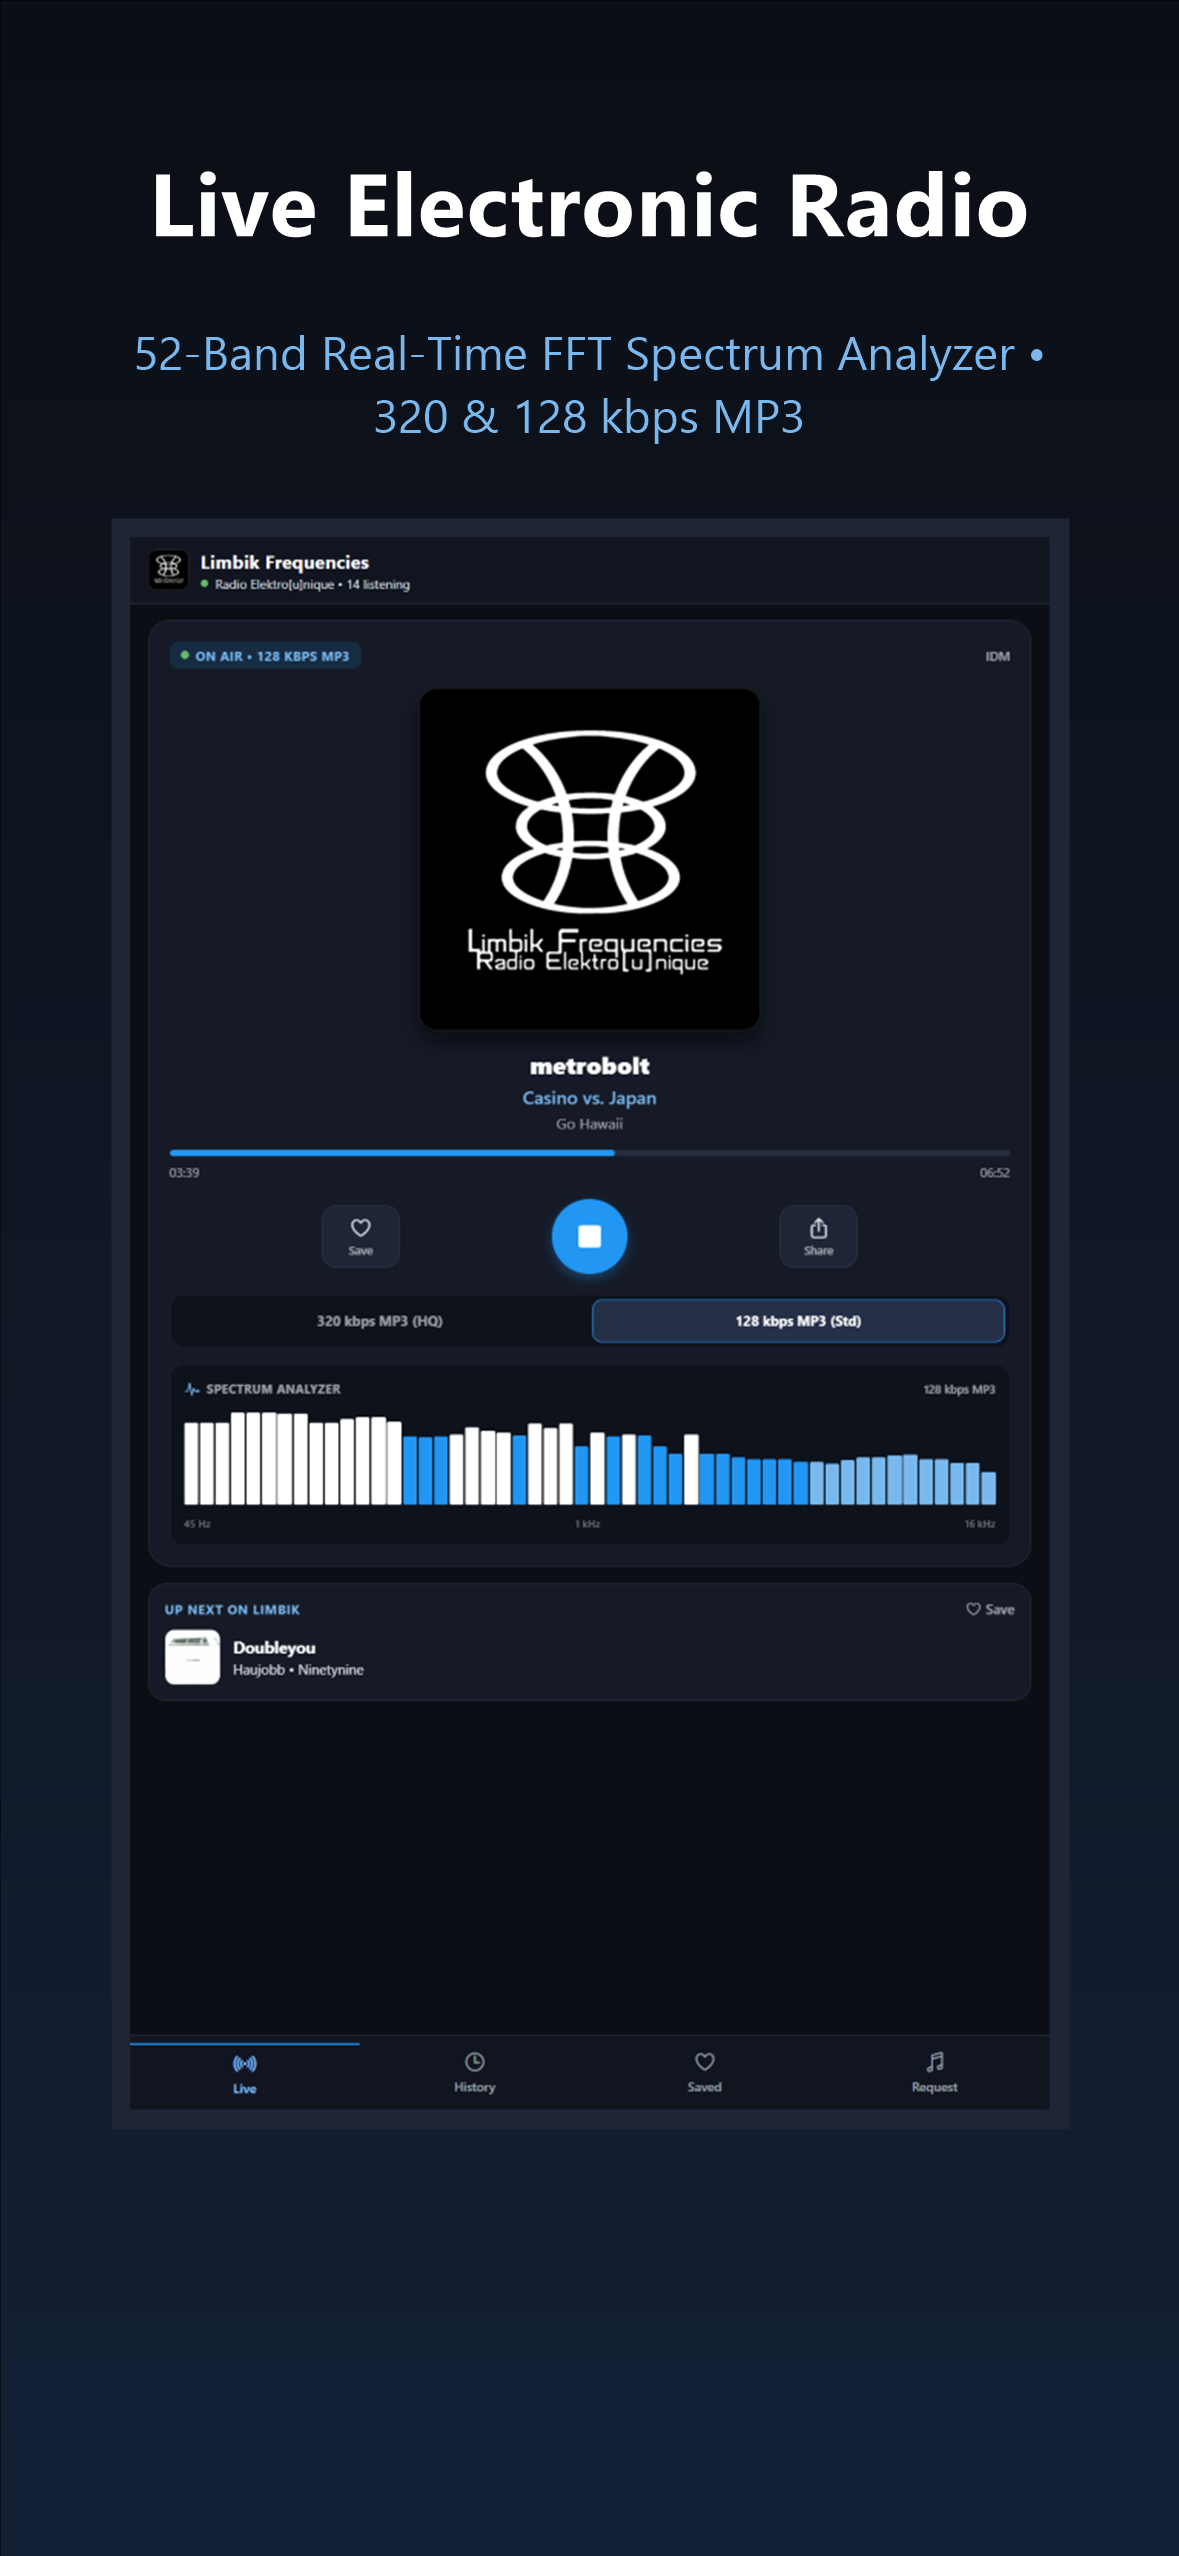 Live Electronic Radio
52-Band Real-Time FFT Spectrum Analyzer •
320 & 128 kbps MP3
Limbik Frequencies
Radio Elektro[u]nique • 14 listening
ON AIR • 128 KBPS MP3
IDM
Limbik Frequencies
Radio Elektro[u]nique
metrobolt
Casino vs. Japan
Go Hawaii
03:39
06:52
Save
Share
320 kbps MP3 (HQ)
128 kbps MP3 (Std)
SPECTRUM ANALYZER
128 kbps MP3
45 Hz
1 kHz
16 kHz
UP NEXT ON LIMBIK
Save
Doubleyou
Haujobb • Ninetynine
Live
History
Saved
Request